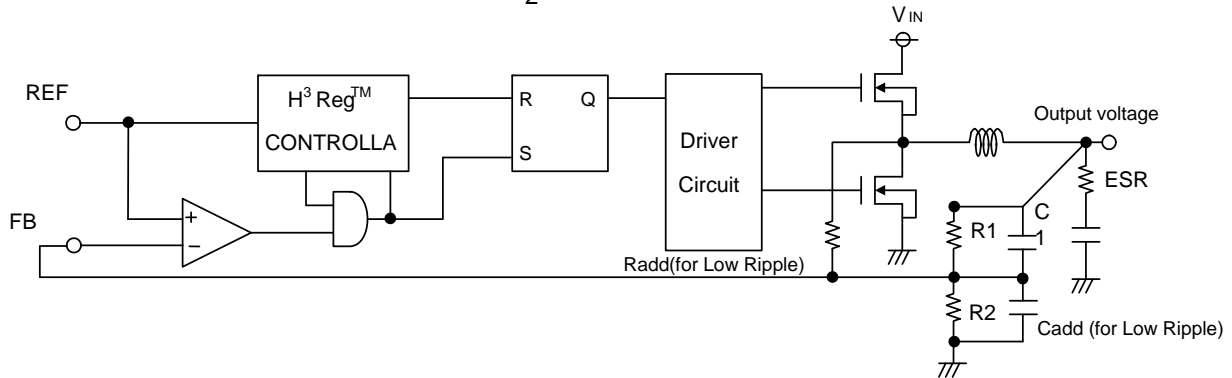 2
V IN
REF
H3 RegTM
CONTROLLA
R
Q
S
Driver
Circuit
Output voltage
ESR
FB
+
−
R1
C
1
Radd(for Low Ripple)
R2
Cadd (for Low Ripple)